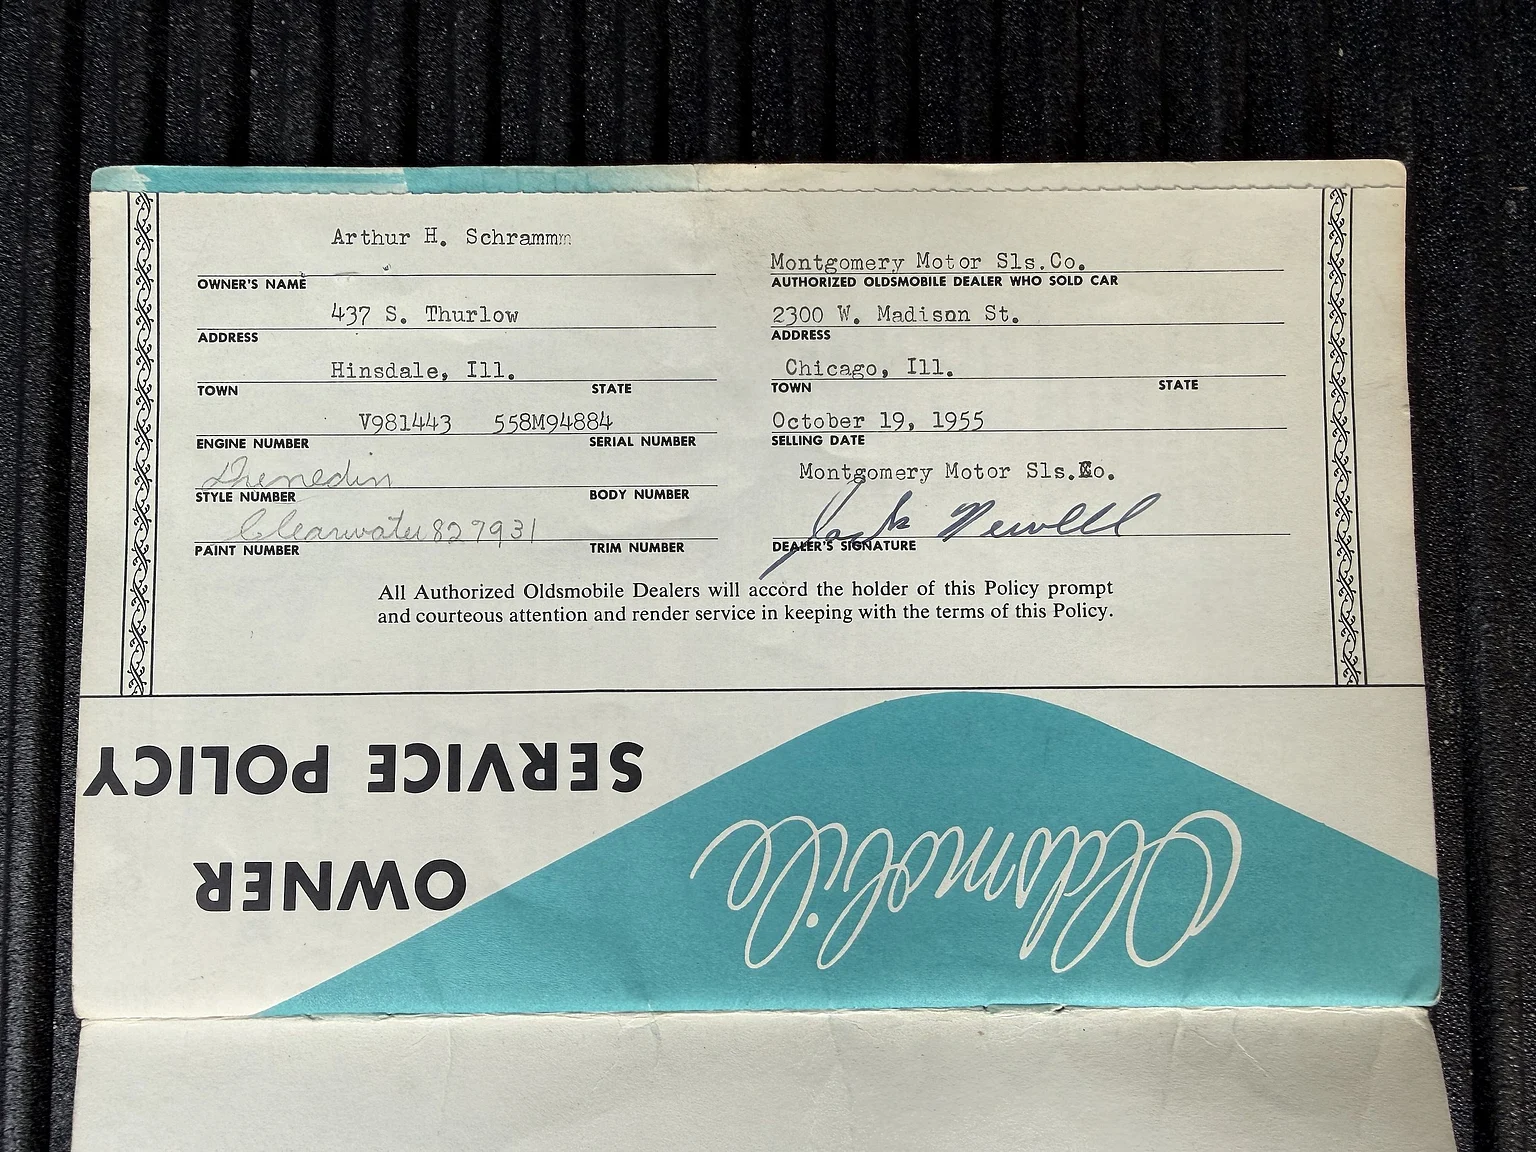 Arthur H. Schrammm
OWNER'S NAME
437 S. Thurlow
ADDRESS
Hinsdale, Ill.
TOWN STATE
V981443 558M94884
ENGINE NUMBER SERIAL NUMBER
Dunedin
STYLE NUMBER BODY NUMBER
Clearwater 827931
PAINT NUMBER TRIM NUMBER
Montgomery Motor Sls.Co.
AUTHORIZED OLDSMOBILE DEALER WHO SOLD CAR
2300 W. Madison St.
ADDRESS
Chicago, Ill.
TOWN STATE
October 19, 1955
SELLING DATE
Montgomery Motor Sls.Co.
Jack Newell
DEALER'S SIGNATURE
All Authorized Oldsmobile Dealers will accord the holder of this Policy prompt
and courteous attention and render service in keeping with the terms of this Policy.
Oldsmobile
OWNER
SERVICE POLICY